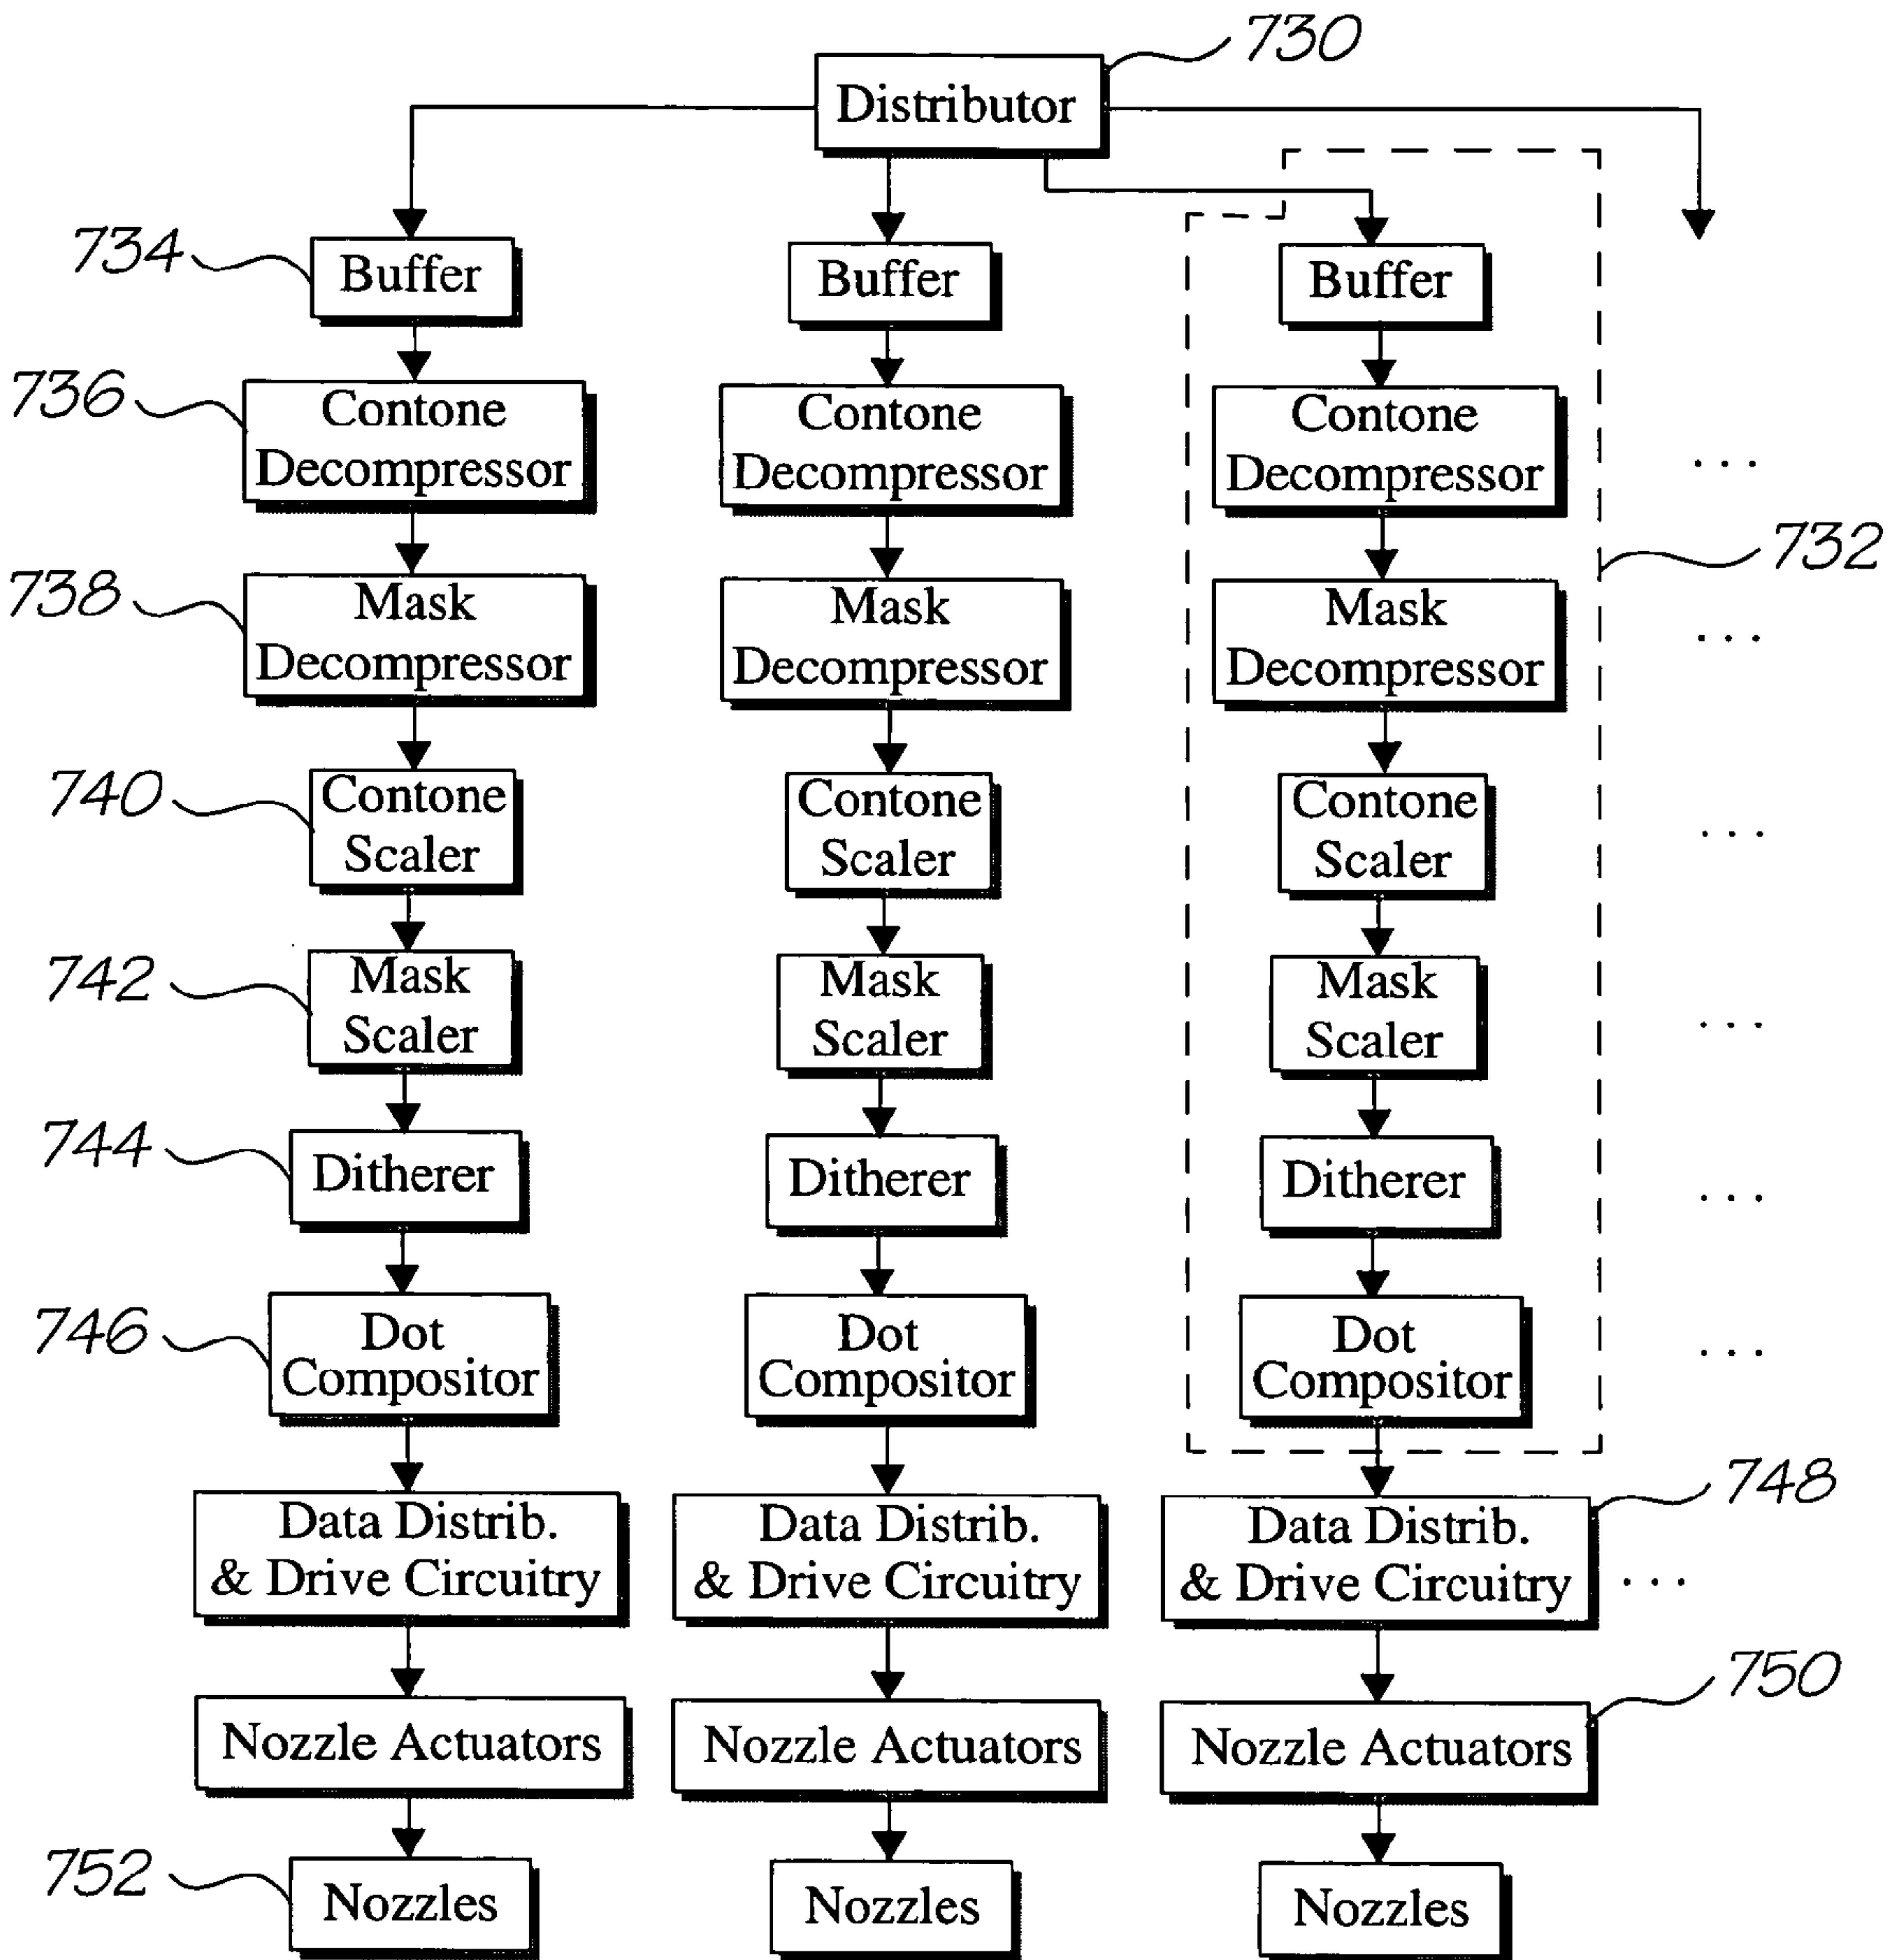 730
Distributor
734
Buffer
Buffer
Buffer
736
Contone
Decompressor
Contone
Decompressor
Contone
Decompressor
...
732
738
Mask
Decompressor
Mask
Decompressor
Mask
Decompressor
...
740
Contone
Scaler
Contone
Scaler
Contone
Scaler
...
742
Mask
Scaler
Mask
Scaler
Mask
Scaler
...
744
Ditherer
Ditherer
Ditherer
...
746
Dot
Compositor
Dot
Compositor
Dot
Compositor
...
748
Data Distrib.
& Drive Circuitry
Data Distrib.
& Drive Circuitry
Data Distrib.
& Drive Circuitry
...
750
Nozzle Actuators
Nozzle Actuators
Nozzle Actuators
752
Nozzles
Nozzles
Nozzles